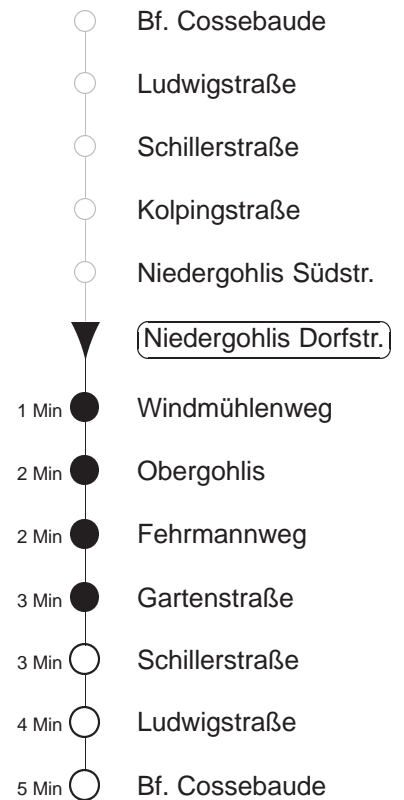 Bf. Cossebaude
Ludwigstraße
Schillerstraße
Kolpingstraße
Niedergohlis Südstr.
Niedergohlis Dorfstr.
1 Min Windmühlenweg
2 Min Obergohlis
2 Min Fehrmannweg
3 Min Gartenstraße
3 Min Schillerstraße
4 Min Ludwigstraße
5 Min Bf. Cossebaude